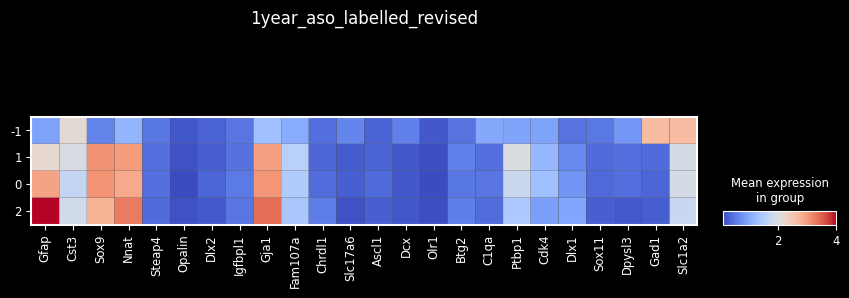 1year_aso_labelled_revised
-1
1
0
2
Gfap
Cst3
Sox9
Nnat
Steap4
Opalin
Dlx2
Igfbpl1
Gja1
Fam107a
Chrdl1
Slc17a6
Ascl1
Dcx
Olr1
Btg2
C1qa
Ptbp1
Cdk4
Dlx1
Sox11
Dpysl3
Gad1
Slc1a2
Mean expression
in group
2
4